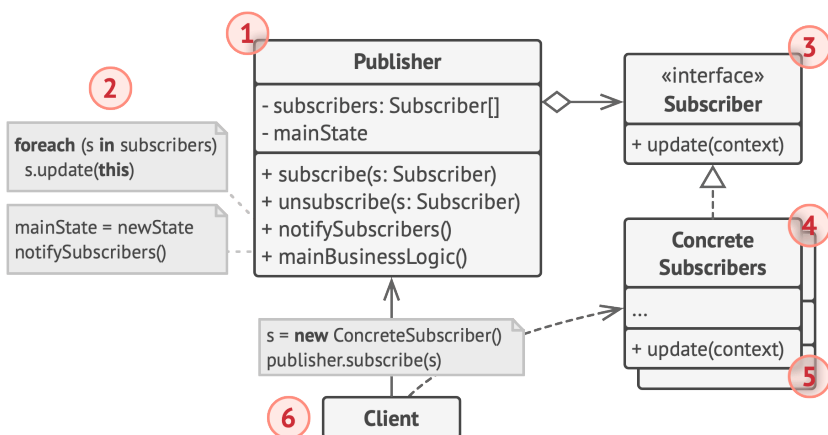 1
Publisher
- subscribers: Subscriber[]
- mainState
+ subscribe(s: Subscriber)
+ unsubscribe(s: Subscriber)
+ notifySubscribers()
+ mainBusinessLogic()
2
foreach (s in subscribers)
s.update(this)
mainState = newState
notifySubscribers()
3
«interface»
Subscriber
+ update(context)
4
Concrete
Subscribers
...
+ update(context)
5
s = new ConcreteSubscriber()
publisher.subscribe(s)
6
Client